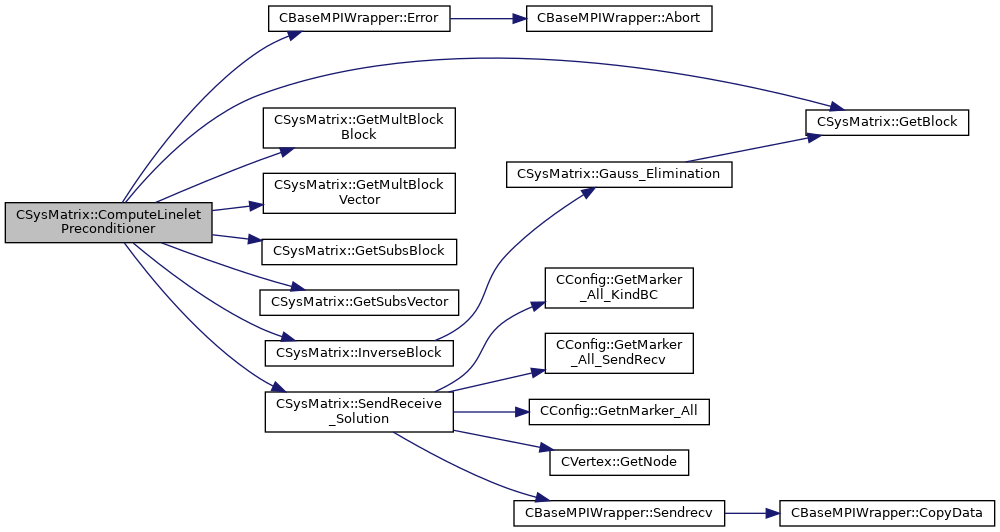 CBaseMPIWrapper::Error
CBaseMPIWrapper::Abort
CSysMatrix::GetBlock
CSysMatrix::GetMultBlock
Block
CSysMatrix::Gauss_Elimination
CSysMatrix::GetMultBlock
Vector
CSysMatrix::ComputeLinelet
Preconditioner
CSysMatrix::GetSubsBlock
CConfig::GetMarker
_All_KindBC
CSysMatrix::GetSubsVector
CSysMatrix::InverseBlock
CConfig::GetMarker
_All_SendRecv
CSysMatrix::SendReceive
_Solution
CConfig::GetnMarker_All
CVertex::GetNode
CBaseMPIWrapper::Sendrecv
CBaseMPIWrapper::CopyData